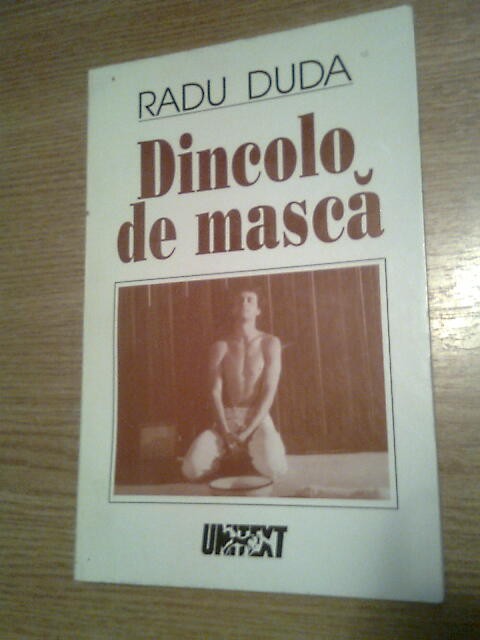 RADU DUDA
Dincolo
de mască
UNITEXT